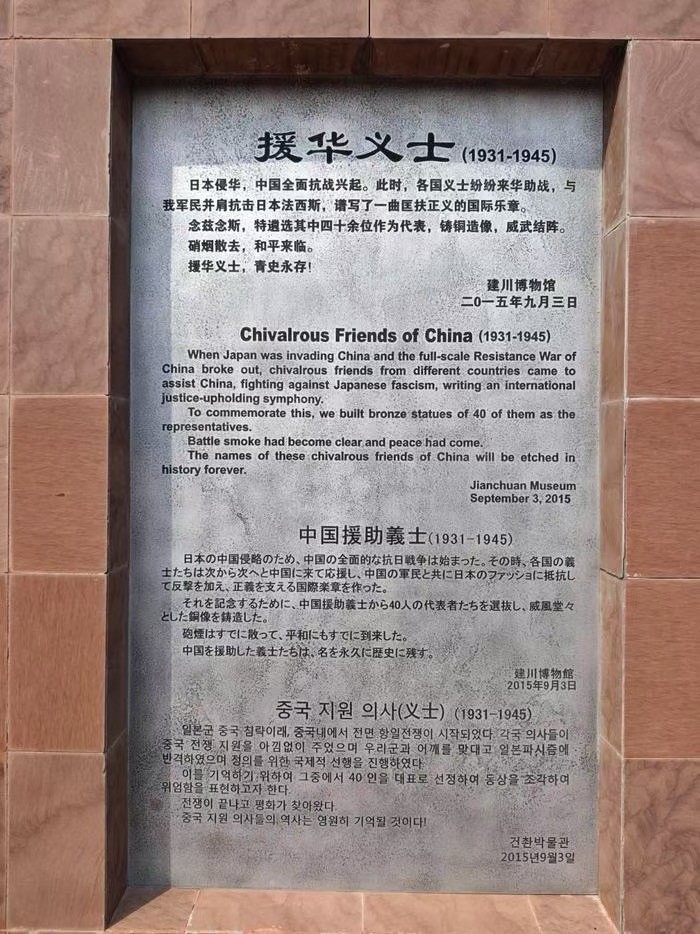 援华义士(1931-1945)
日本侵华，中国全面抗战兴起。此时，各国义士纷纷来华助战，与
我军民并肩抗击日本法西斯，谱写了一曲匡扶正义的国际乐章。
念兹念斯，特遴选其中四十余位作为代表，铸铜造像，威武结阵。
硝烟散去，和平来临。
援华义士，青史永存！
建川博物馆
二〇一五年九月三日
Chivalrous Friends of China (1931-1945)
When Japan was invading China and the full-scale Resistance War of
China broke out, chivalrous friends from different countries came to
assist China, fighting against Japanese fascism, writing an international
justice-upholding symphony.
To commemorate this, we built bronze statues of 40 of them as the
representatives.
Battle smoke had become clear and peace had come.
The names of these chivalrous friends of China will be etched in
history forever.
Jianchuan Museum
September 3, 2015
中国援助義士(1931-1945)
日本の中国侵略のため、中国の全面的な抗日戦争は始まった。その時、各国の義
士たちは次から次へと中国に来て応援し、中国の軍民と共に日本のファッショに抵抗し
て反撃を加え、正義を支える国際楽章を作った。
それを記念するために、中国援助義士から40人の代表者たちを選抜し、威風堂々
とした銅像を鋳造した。
砲煙はすでに散って、平和にもすでに到来した。
中国を援助した義士たちは、名を永久に歴史に残す。
建川博物館
2015年9月3日
중국 지원 의사(义士) (1931-1945)
일본군 중국 침략이래, 중국내에서 전면 항일전쟁이 시작되었다. 각국 의사들이
중국 전쟁 지원을 아낌없이 주었으며 우리군과 어깨를 맞대고 일본파시즘에
반격하였으며 정의를 위한 국제적 선행을 진행하였다.
이를 기억하기 위하여 그중에서 40 인을 대표로 선정하여 동상을 조각하여
위엄함을 표현하고자 한다.
전쟁이 끝나고 평화가 찾아왔다.
중국 지원 의사들의 역사는 영원히 기억될 것이다!
건촨박물관
2015년9월3일